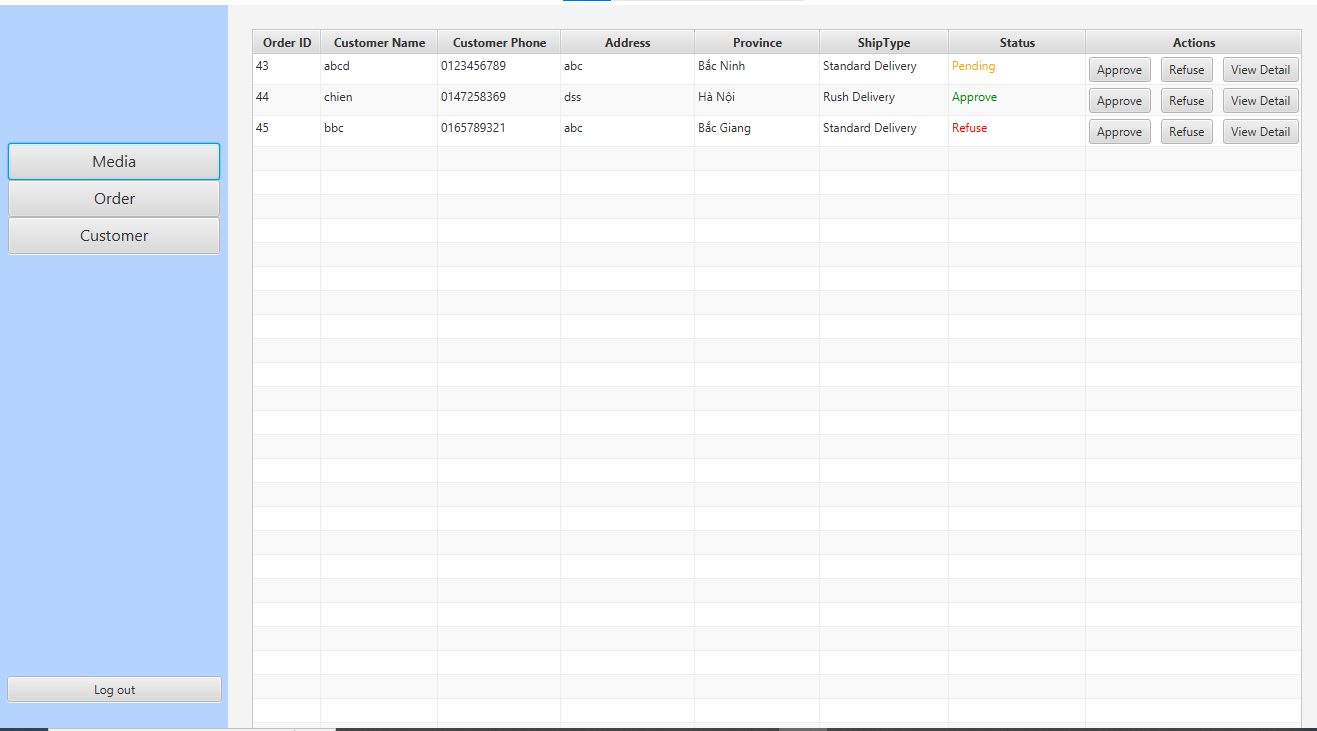 Order ID Customer Name Customer Phone Address Province ShipType Status Actions
43 abcd 0123456789 abc Bắc Ninh Standard Delivery Pending Approve Refuse View Detail
44 chien 0147258369 dss Hà Nội Rush Delivery Approve Approve Refuse View Detail
45 bbc 0165789321 abc Bắc Giang Standard Delivery Refuse Approve Refuse View Detail
Media
Order
Customer
Log out